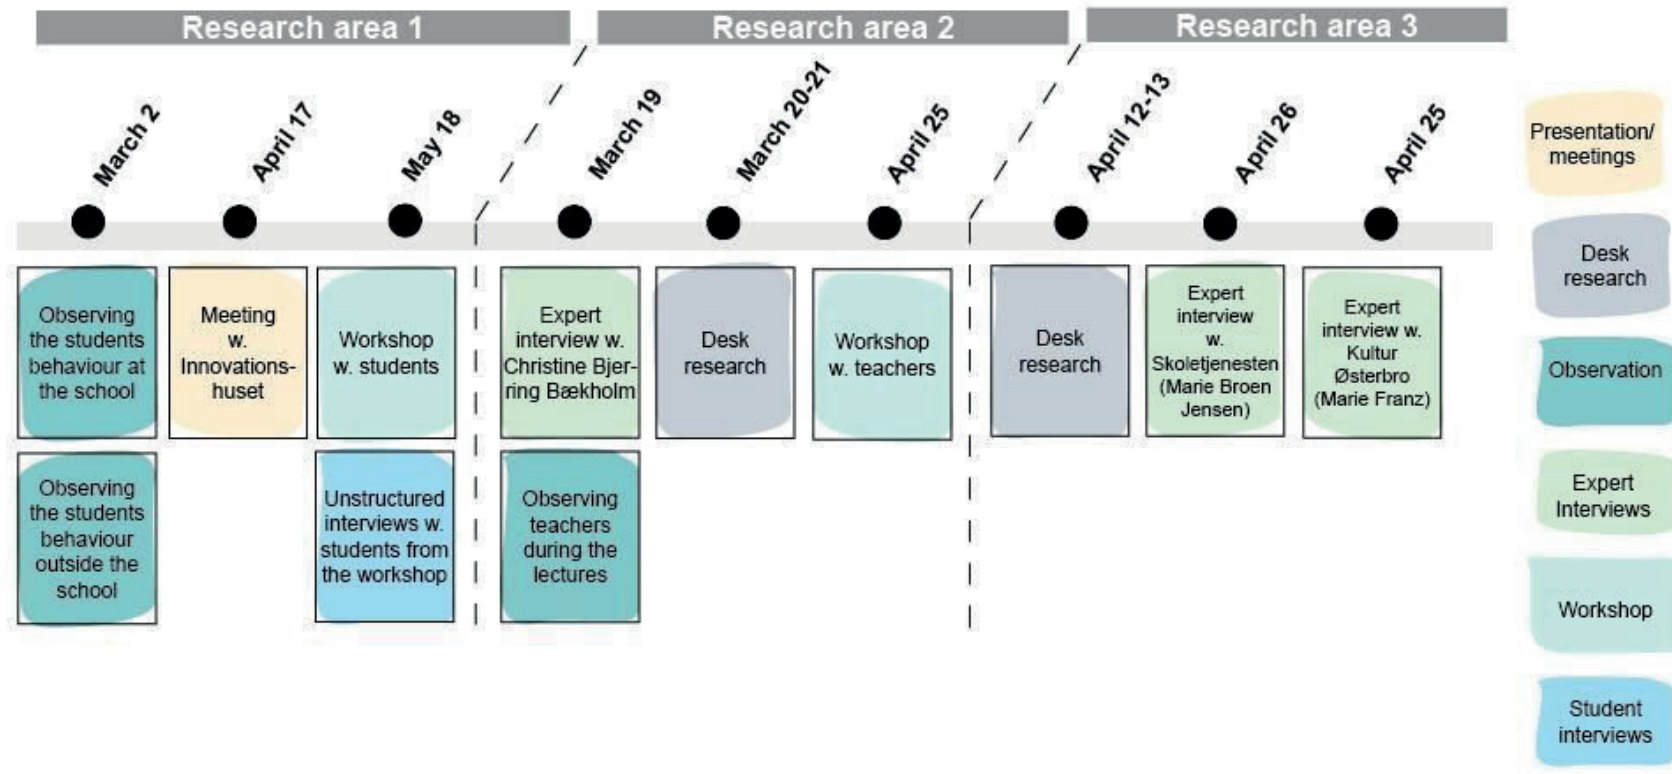 Research area 1
Research area 2
Research area 3
March 2
April 17
May 18
March 19
March 20-21
April 25
April 12-13
April 26
April 25
Observing
the students
behaviour at
the school
Meeting
w.
Innovations-
huset
Workshop
w. students
Expert
interview w.
Christine Bjer-
ring Bækholm
Desk
research
Workshop
w. teachers
Desk
research
Expert
interview
w.
Skoletjenesten
(Marie Broen
Jensen)
Expert
interview w.
Kultur
Østerbro
(Marie Franz)
Observing
the students
behaviour
outside the
school
Unstructured
interviews w.
students from
the workshop
Observing
teachers
during the
lectures
Presentation/
meetings
Desk
research
Observation
Expert
Interviews
Workshop
Student
interviews